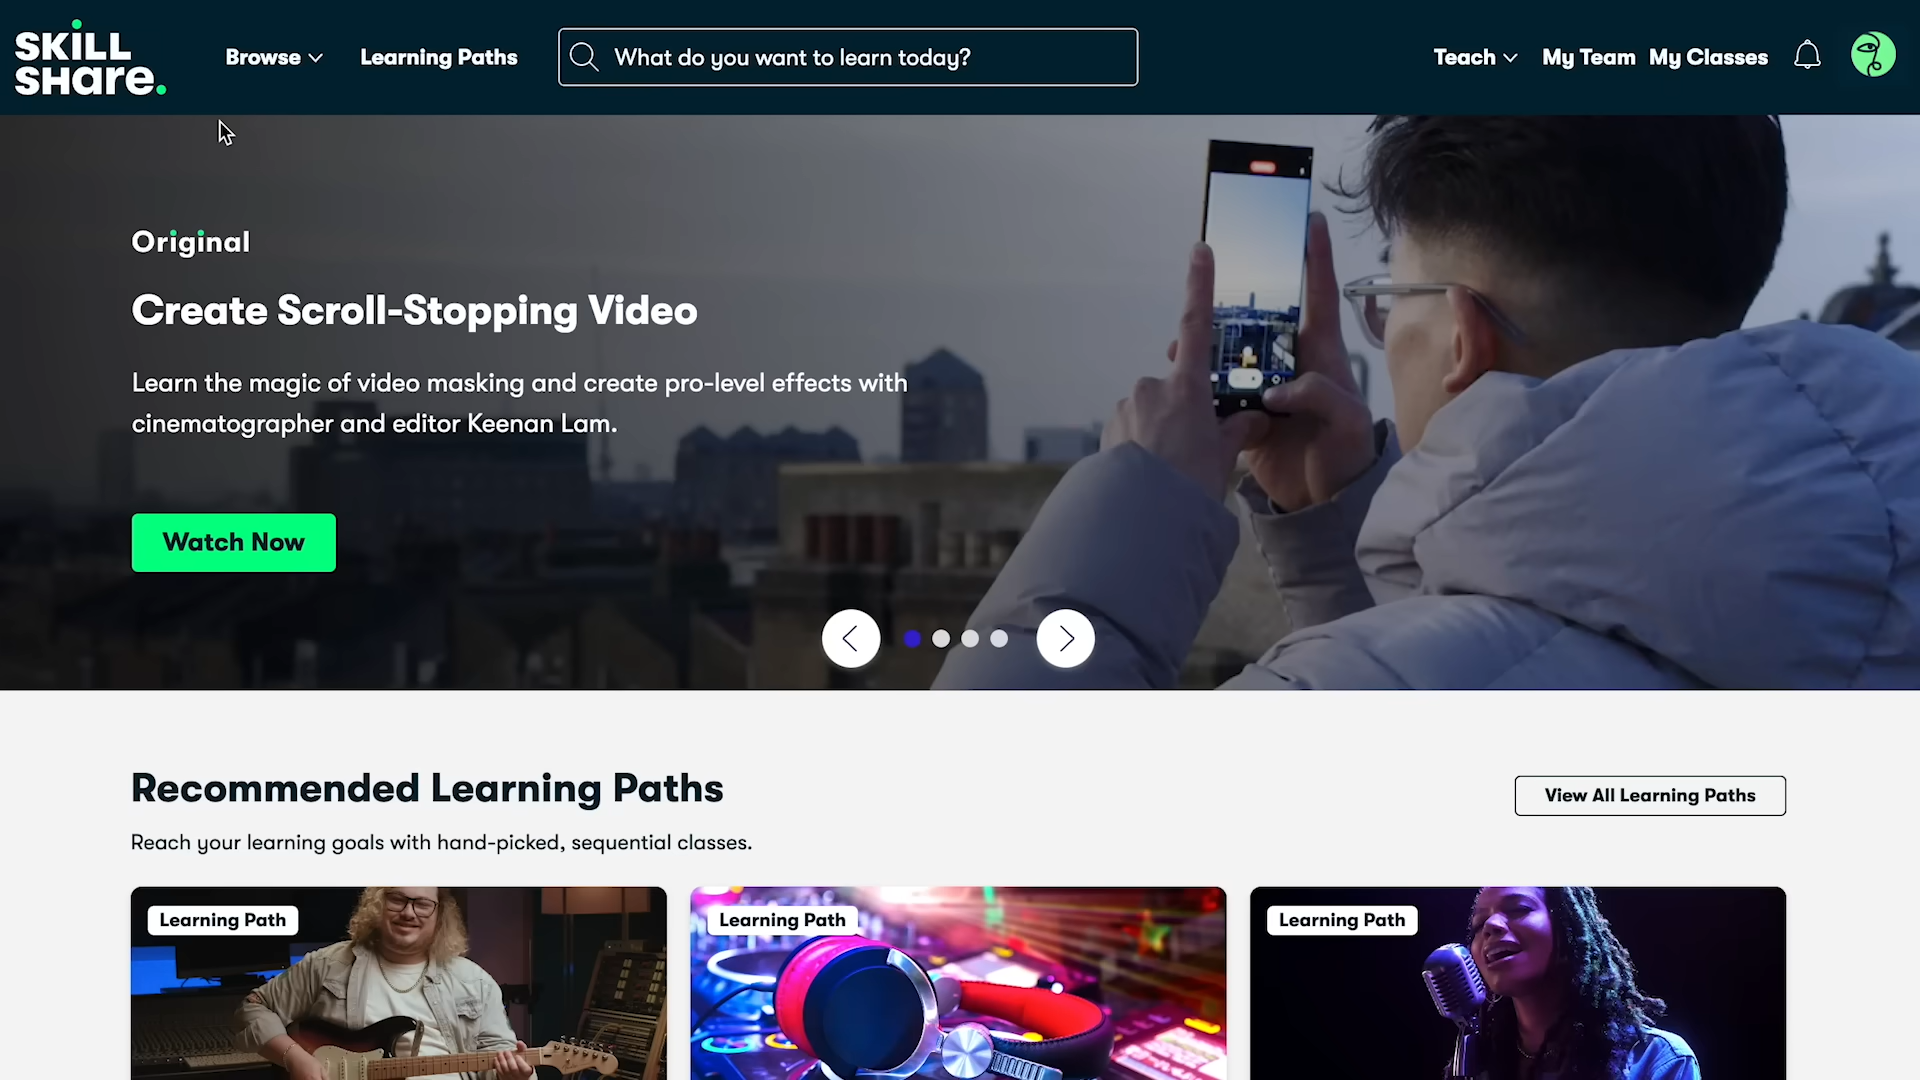 SKILL
SHare.
Browse
Learning Paths
What do you want to learn today?
Teach
My Team
My Classes
Original
Create Scroll-Stopping Video
Learn the magic of video masking and create pro-level effects with
cinematographer and editor Keenan Lam.
Watch Now
Recommended Learning Paths
View All Learning Paths
Reach your learning goals with hand-picked, sequential classes.
Learning Path
Learning Path
Learning Path